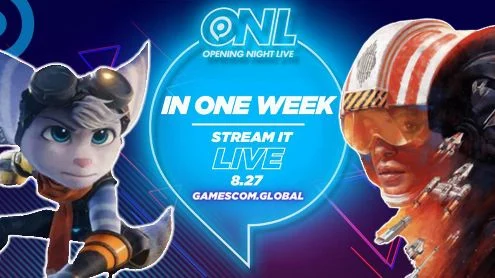 ONL
OPENING NIGHT LIVE
IN ONE WEEK
STREAM IT
LIVE
8.27
GAMESCOM.GLOBAL